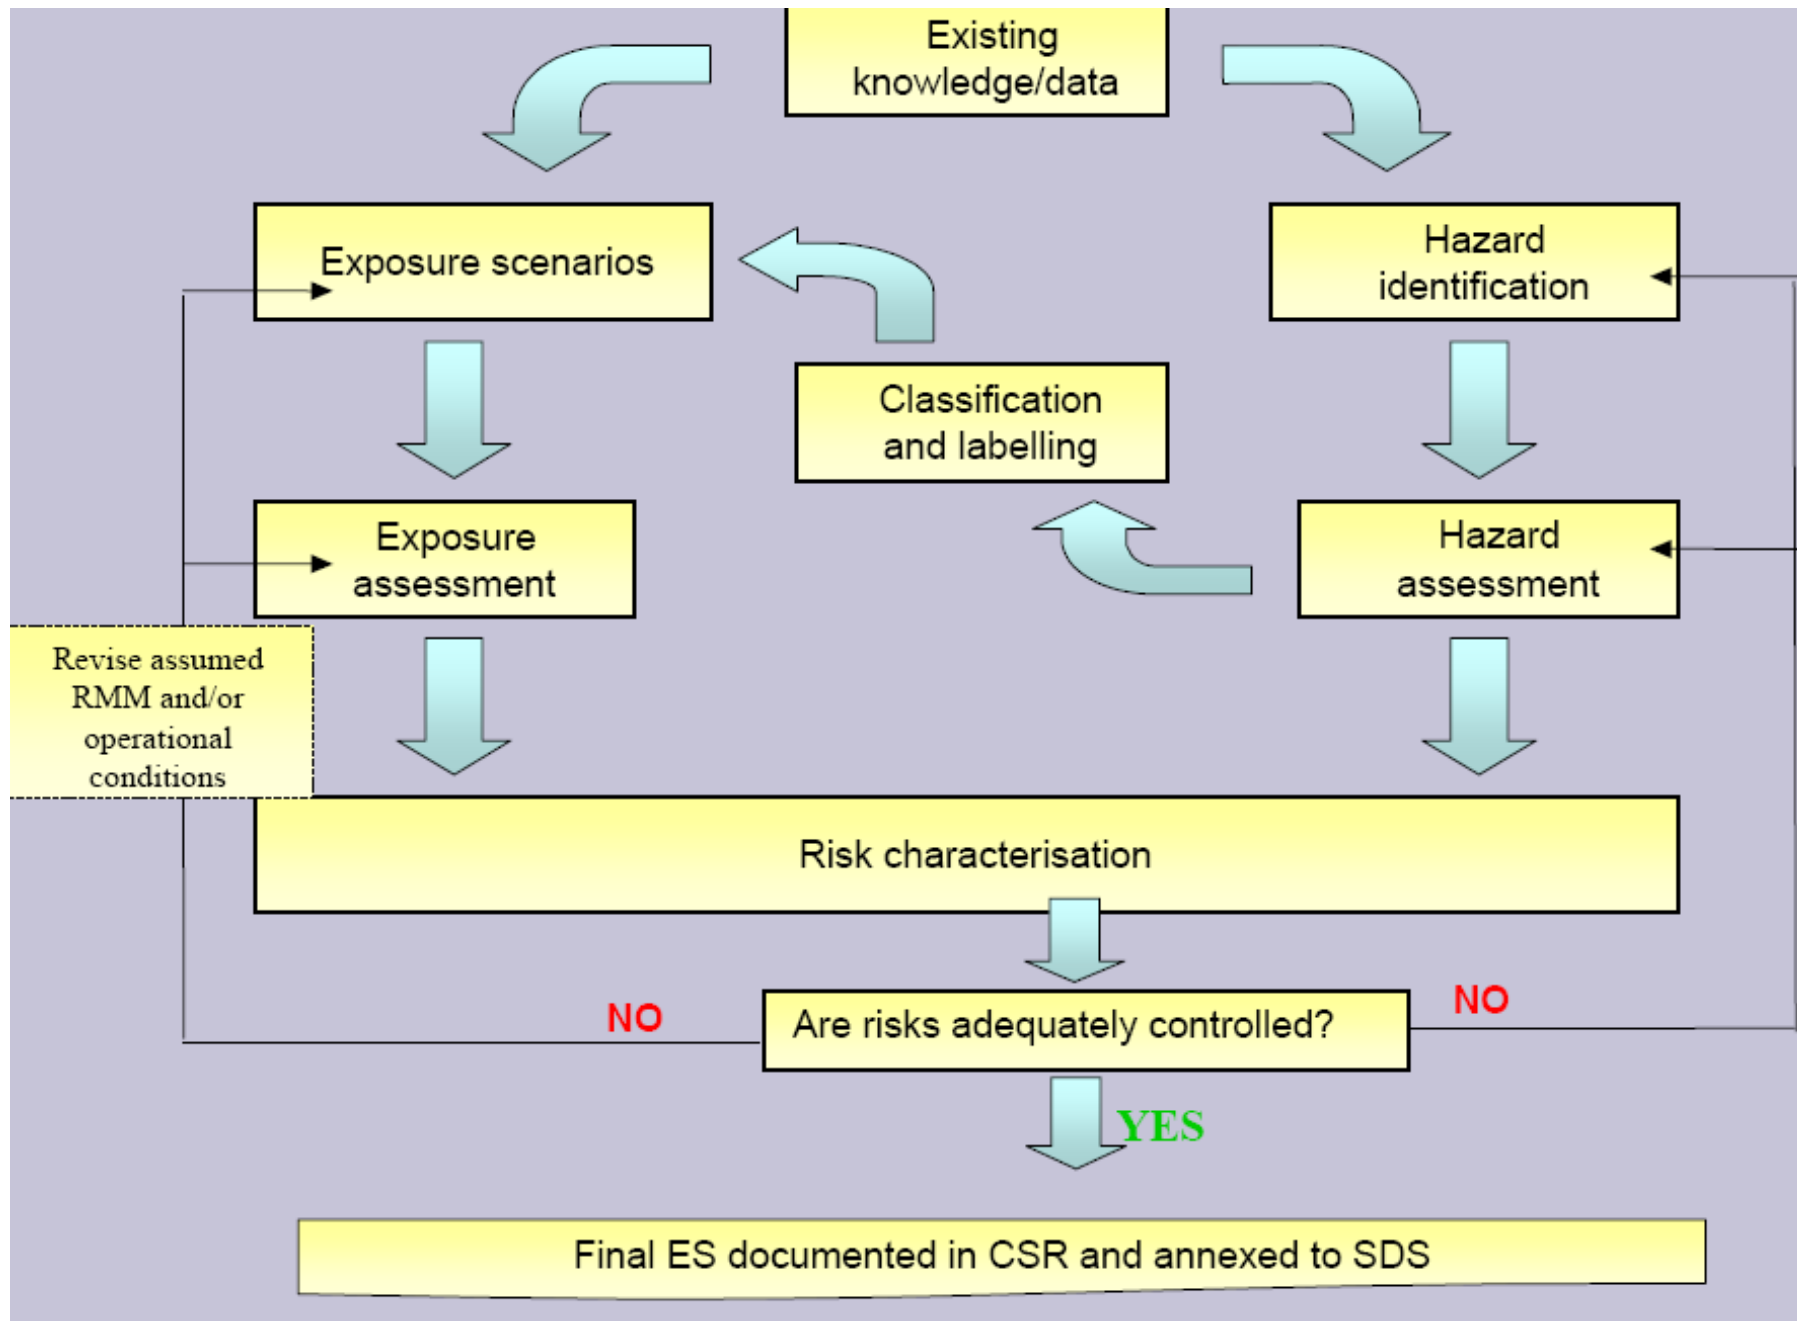 Existing
knowledge/data
Exposure scenarios
Hazard
identification
Classification
and labelling
Exposure
assessment
Hazard
assessment
Revise assumed
RMM and/or
operational
conditions
Risk characterisation
NO
Are risks adequately controlled?
NO
YES
Final ES documented in CSR and annexed to SDS